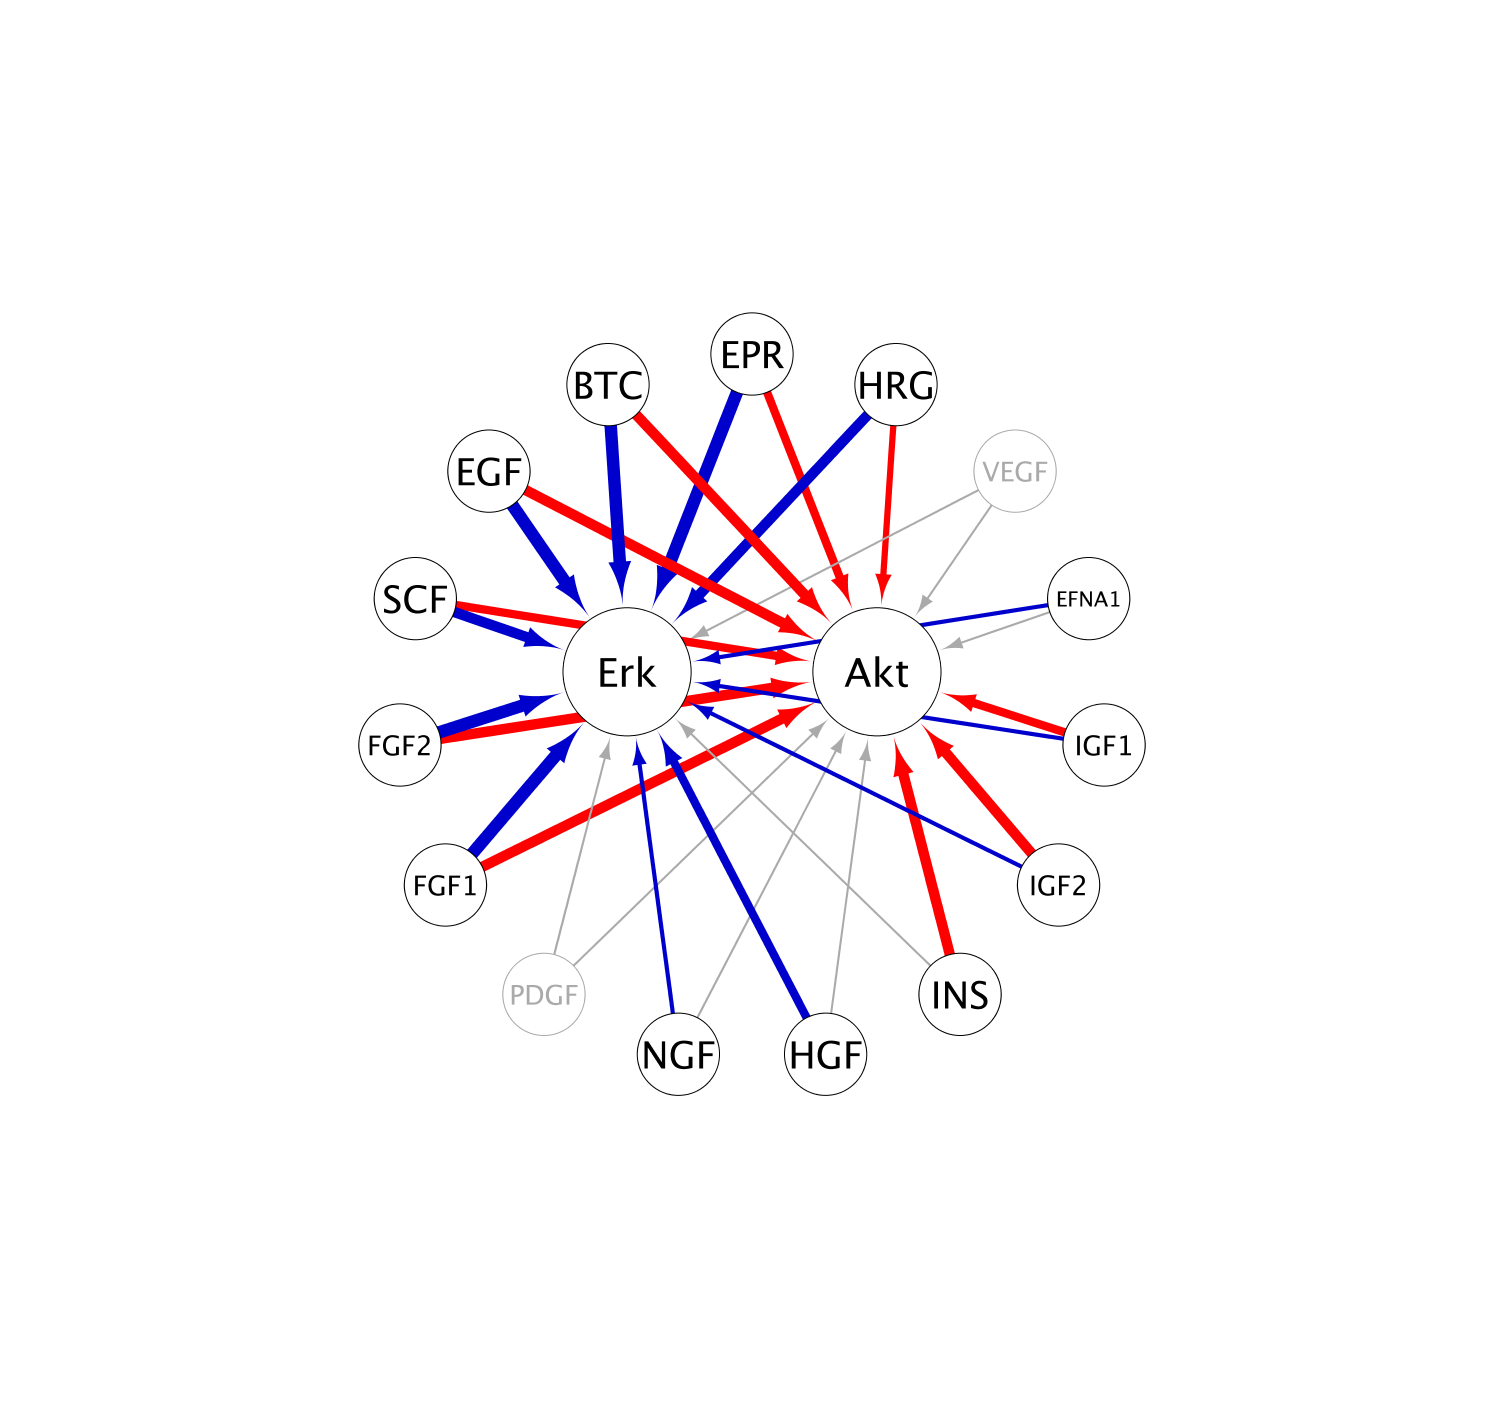 EPR
BTC
HRG
EGF
VEGF
SCF
EFNA1
Erk
Akt
FGF2
IGF1
FGF1
IGF2
PDGF
INS
NGF
HGF